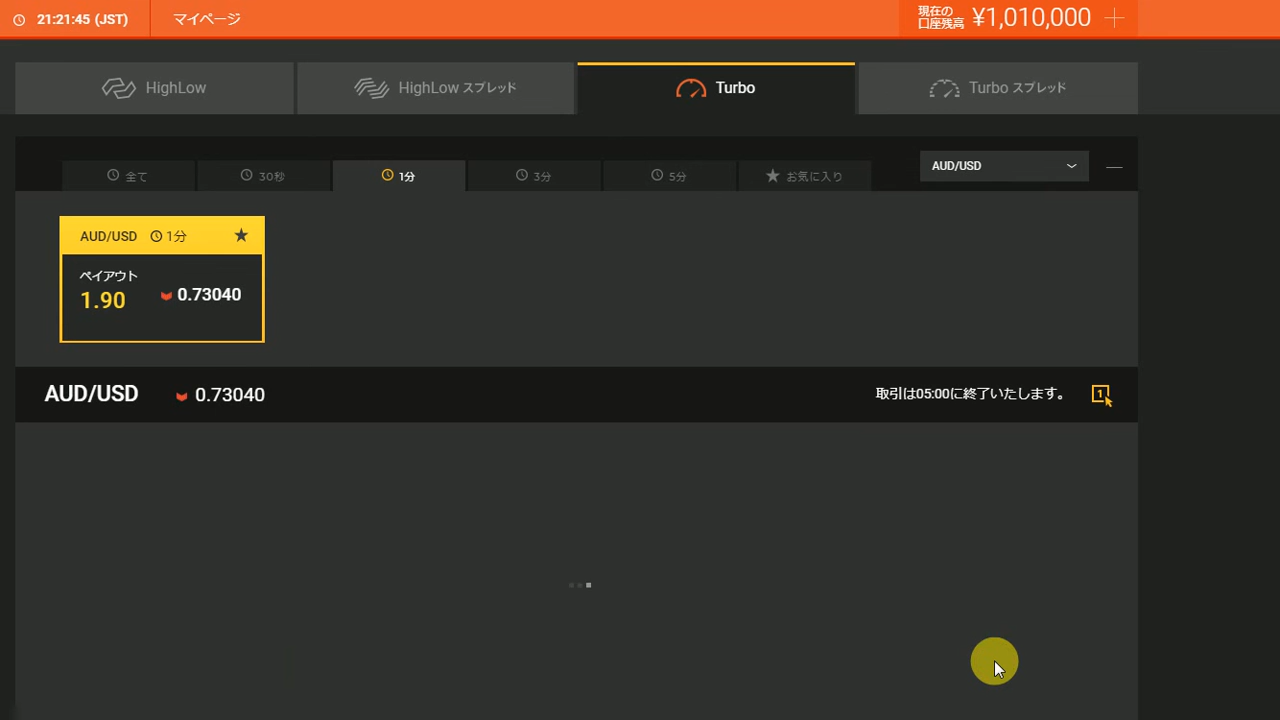 21:21:45 (JST)
マイページ
現在の
口座残高
¥1,010,000
HighLow
HighLow スプレッド
Turbo
Turbo スプレッド
全て
30秒
1分
3分
5分
お気に入り
AUD/USD
AUD/USD 1分
ペイアウト
1.90
0.73040
AUD/USD
0.73040
取引は05:00に終了いたします。
1